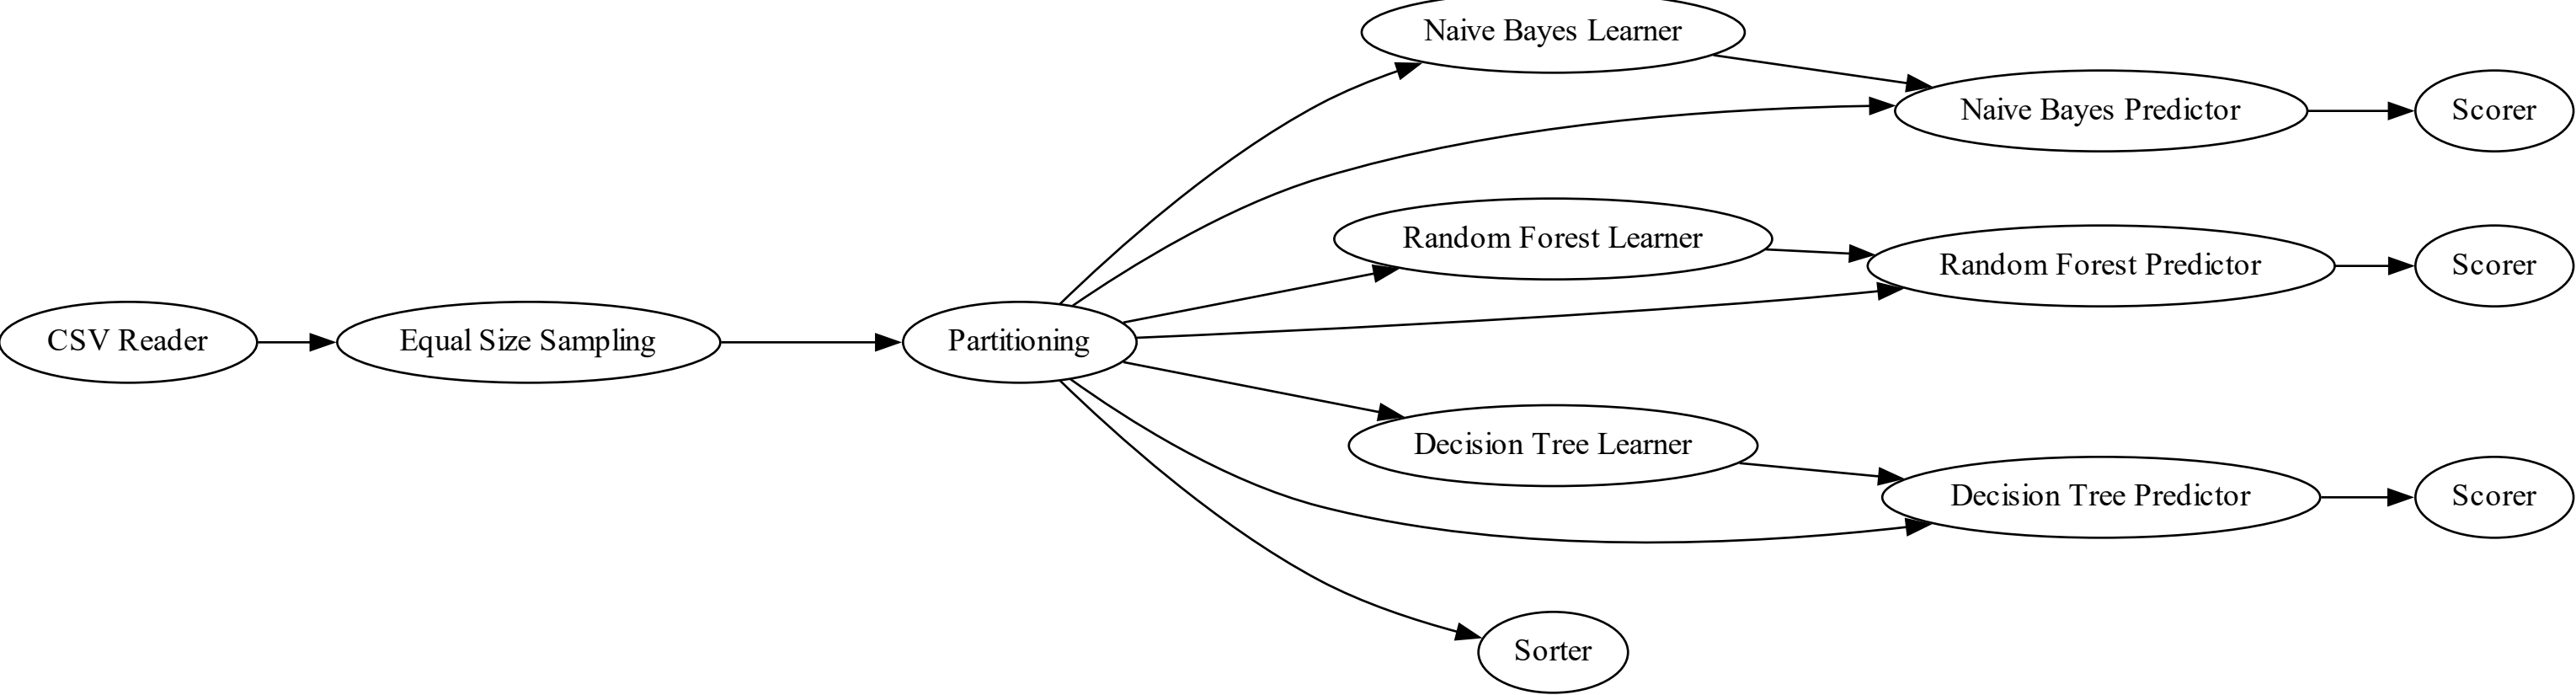 Naive Bayes Learner
Naive Bayes Predictor
Scorer
Random Forest Learner
Random Forest Predictor
Scorer
CSV Reader
Equal Size Sampling
Partitioning
Decision Tree Learner
Decision Tree Predictor
Scorer
Sorter